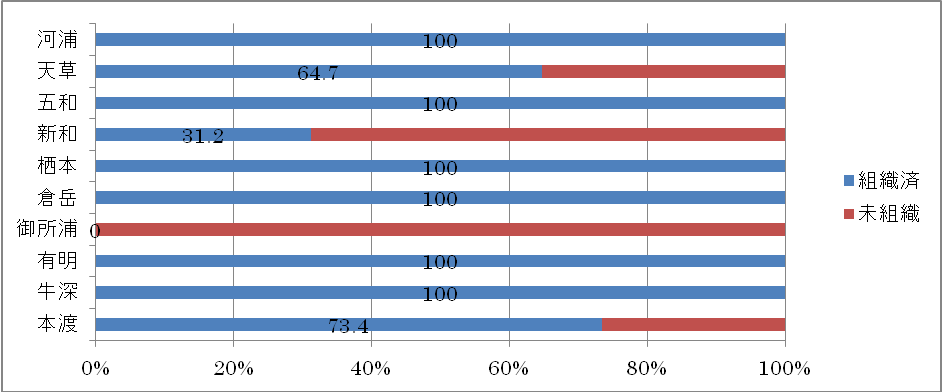 河浦 100
天草 64.7
五和 100
新和 31.2
栖本 100
倉岳 100
御所浦 0
有明 100
牛深 100
本渡 73.4
0% 20% 40% 60% 80% 100%
組織済
未組織